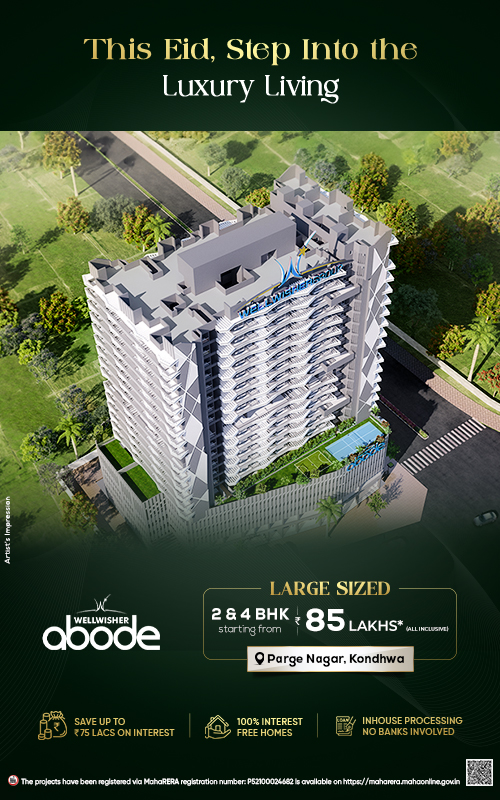 This Eid, Step Into the
Luxury Living
Artist's Impression
WELLWISHER
abode
LARGE SIZED
2 & 4 BHK
starting from
₹ 85 LAKHS* (ALL INCLUSIVE)
Parge Nagar, Kondhwa
SAVE UP TO
₹75 LACS ON INTEREST
100% INTEREST
FREE HOMES
LOAN
INHOUSE PROCESSING
NO BANKS INVOLVED
The projects have been registered via MahaRERA registration number: P52100024682 is available on https://maharera.mahaonline.gov.in